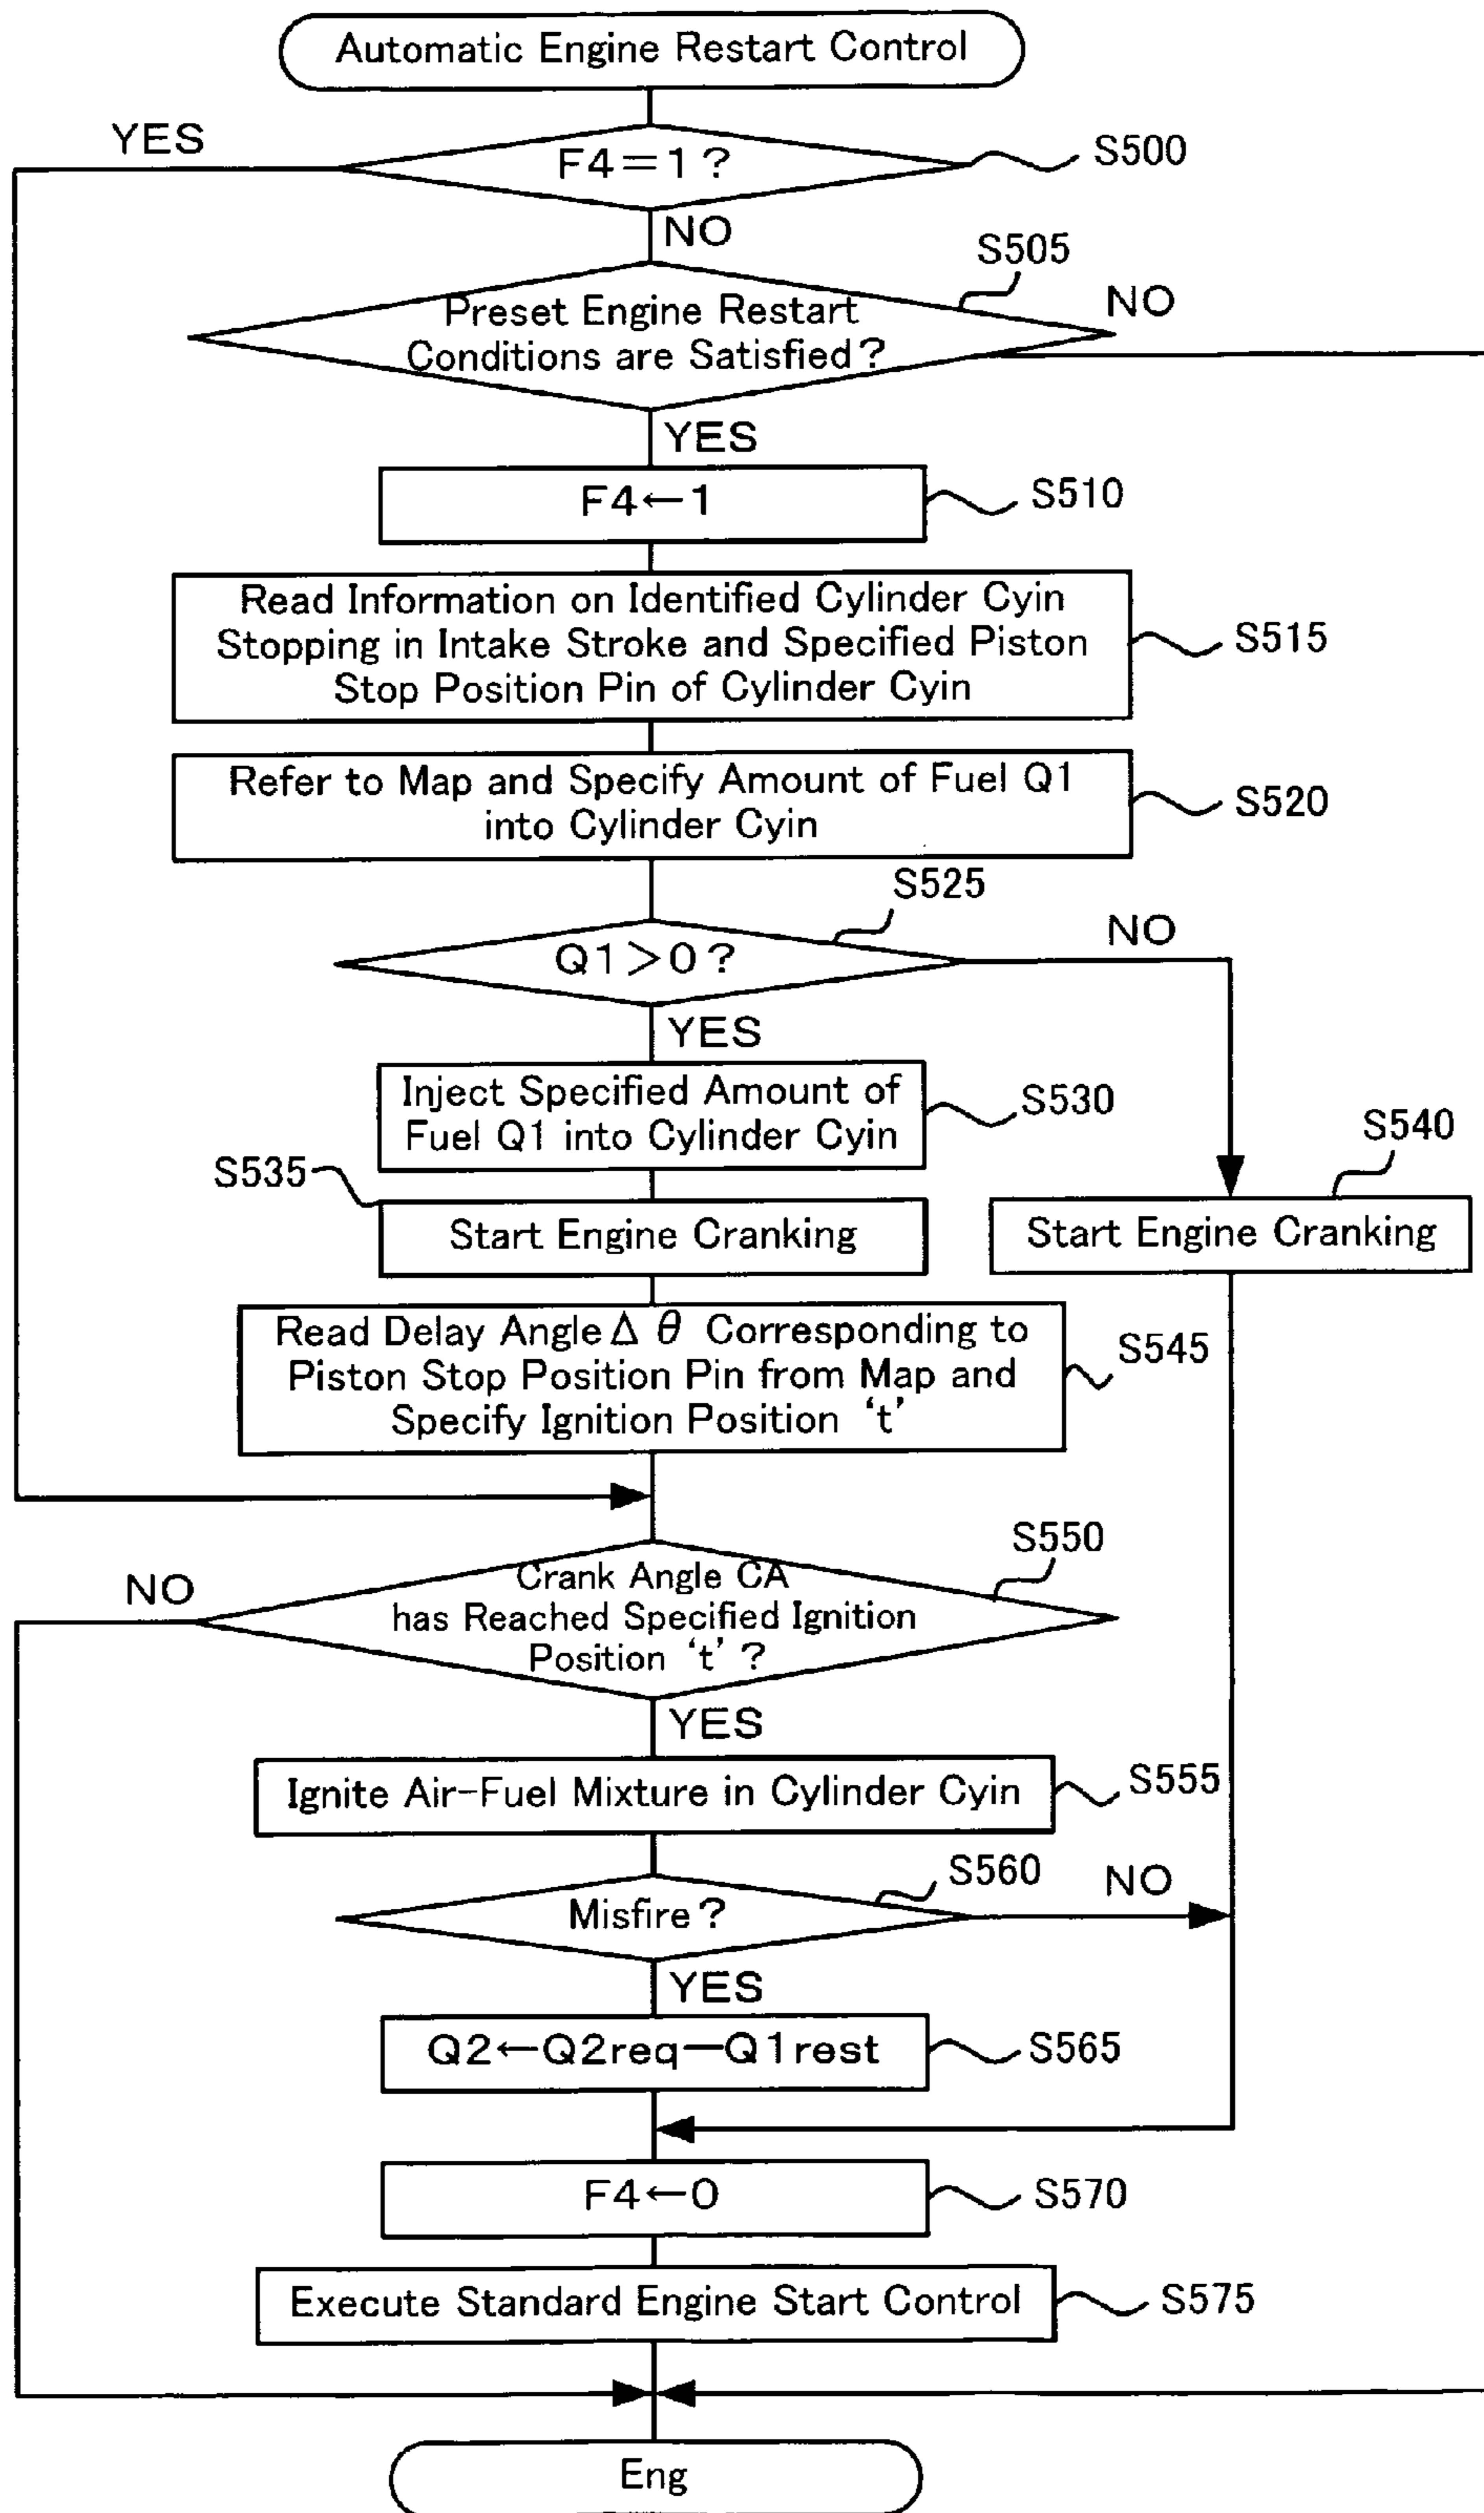 Automatic Engine Restart Control
YES
F4=1?
S500
NO
S505
Preset Engine Restart
Conditions are Satisfied?
NO
YES
F4←1
S510
Read Information on Identified Cylinder Cyin
Stopping in Intake Stroke and Specified Piston
Stop Position Pin of Cylinder Cyin
S515
Refer to Map and Specify Amount of Fuel Q1
into Cylinder Cyin
S520
S525
Q1>0?
NO
YES
Inject Specified Amount of
Fuel Q1 into Cylinder Cyin
S530
S535
Start Engine Cranking
S540
Start Engine Cranking
Read Delay Angle Δ θ Corresponding to
Piston Stop Position Pin from Map and
Specify Ignition Position 't'
S545
S550
NO
Crank Angle CA
has Reached Specified Ignition
Position 't'?
YES
Ignite Air-Fuel Mixture in Cylinder Cyin
S555
S560
Misfire?
NO
YES
Q2←Q2req—Q1rest
S565
F4←0
S570
Execute Standard Engine Start Control
S575
Eng